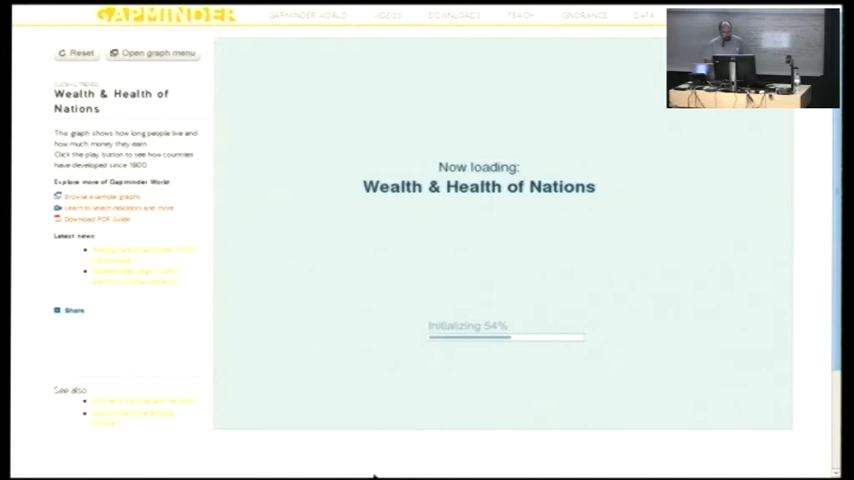 GAPMINDER
GAPMINDER WORLD VIDEOS DOWNLOADS TEACH IGNORANCE DATA
Reset Open graph menu
GLOBAL TRENDS
Wealth & Health of
Nations
This graph shows how long people live and
how much money they earn.
Click the play button to see how countries
have developed since 1800.
Explore more of Gapminder World:
Browse example graphs
Learn to select indicators and more
Download PDF Guide
Latest news:
Share
See also:
Now loading:
Wealth & Health of Nations
Initializing 54%